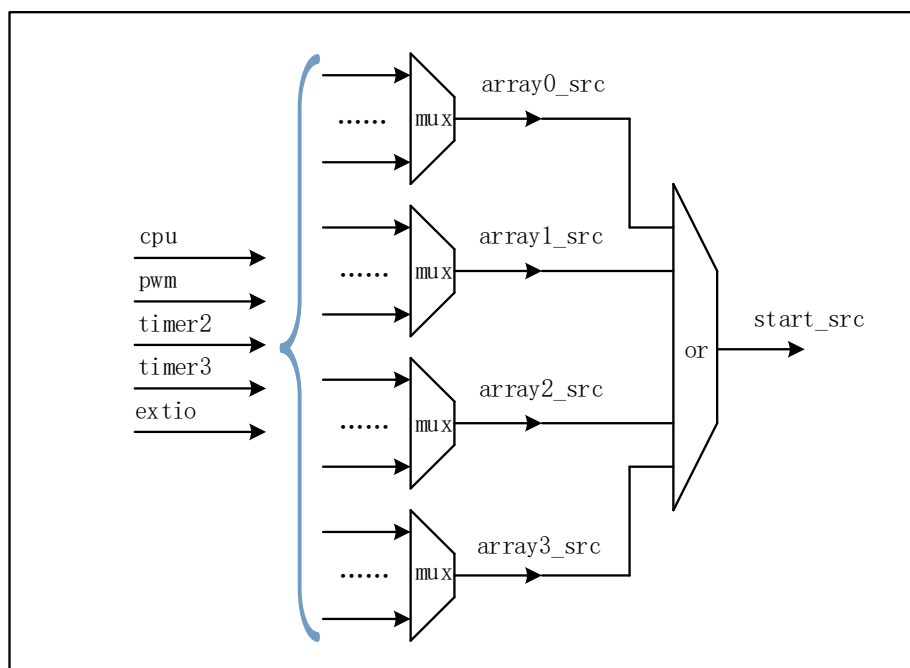 cpu
pwm
timer2
timer3
extio
......
mux
array0_src
......
mux
array1_src
......
mux
array2_src
......
mux
array3_src
or
start_src